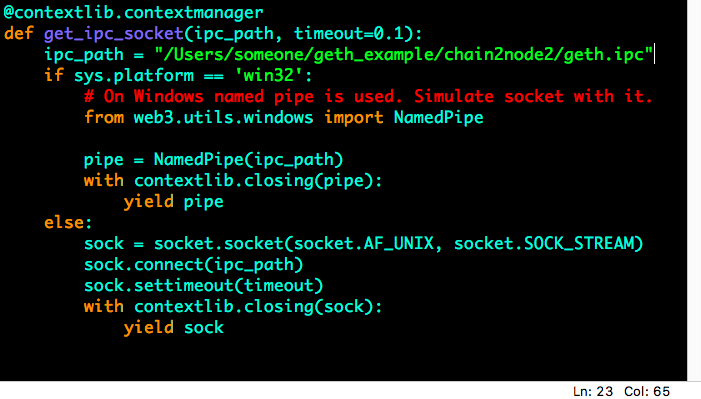 @contextlib.contextmanager
def get_ipc_socket(ipc_path, timeout=0.1):
    ipc_path = "/Users/someone/geth_example/chain2node2/geth.ipc"
    if sys.platform == 'win32':
        # On Windows named pipe is used. Simulate socket with it.
        from web3.utils.windows import NamedPipe

        pipe = NamedPipe(ipc_path)
        with contextlib.closing(pipe):
            yield pipe
    else:
        sock = socket.socket(socket.AF_UNIX, socket.SOCK_STREAM)
        sock.connect(ipc_path)
        sock.settimeout(timeout)
        with contextlib.closing(sock):
            yield sock
Ln: 23 Col: 65